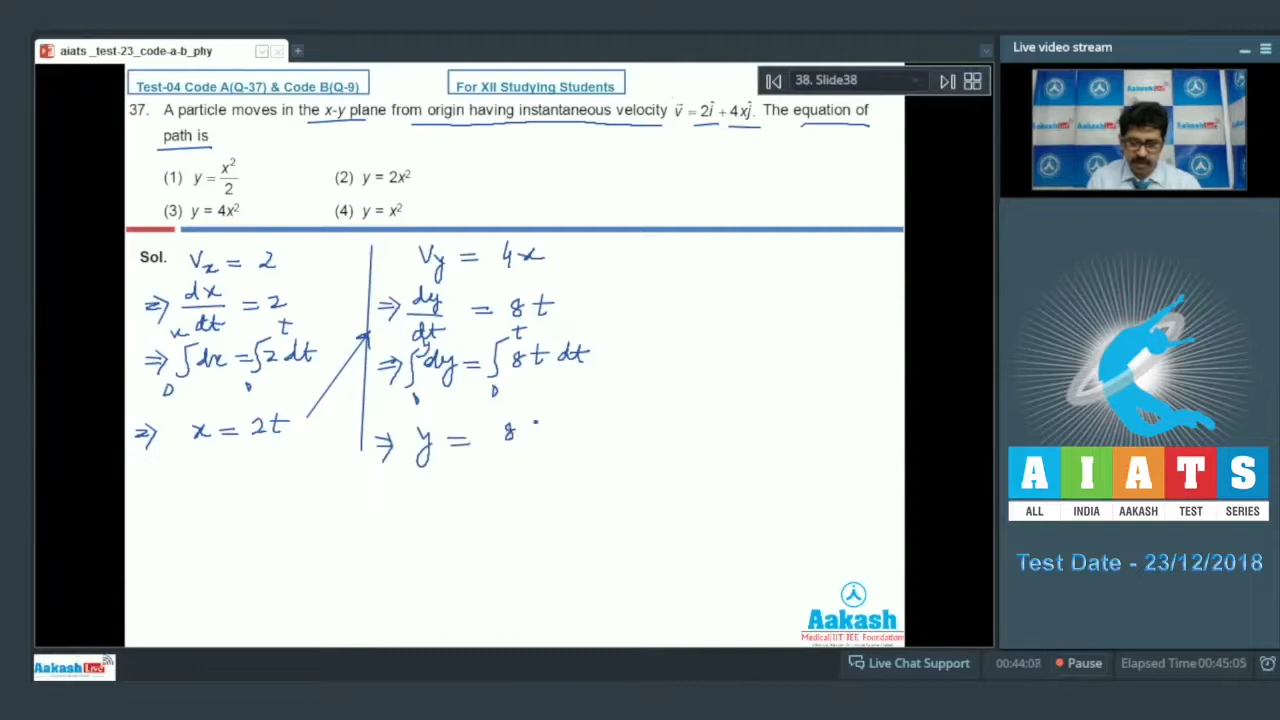 aiats _test-23_code-a-b_phy
Live video stream
Test-04 Code A(Q-37) & Code B(Q-9)
For XII Studying Students
38. Slide38
37. A particle moves in the x-y plane from origin having instantaneous velocity v⃗ = 2î + 4xĵ. The equation of
path is
(1) y = x²/2
(2) y = 2x²
(3) y = 4x²
(4) y = x²
Sol.
Vx = 2
⇒ dx/dt = 2
⇒ ∫₀ˣ dx = ∫₀ᵗ 2 dt
⇒ x = 2t
Vy = 4x
⇒ dy/dt = 8t
⇒ ∫₀ʸ dy = ∫₀ᵗ 8t dt
⇒ y = 8
A I A T S
ALL INDIA AAKASH TEST SERIES
Test Date - 23/12/2018
Aakash
Medical|IIT-JEE|Foundations
Aakash Live
Live Chat Support
00:44:03
Pause
Elapsed Time 00:45:05